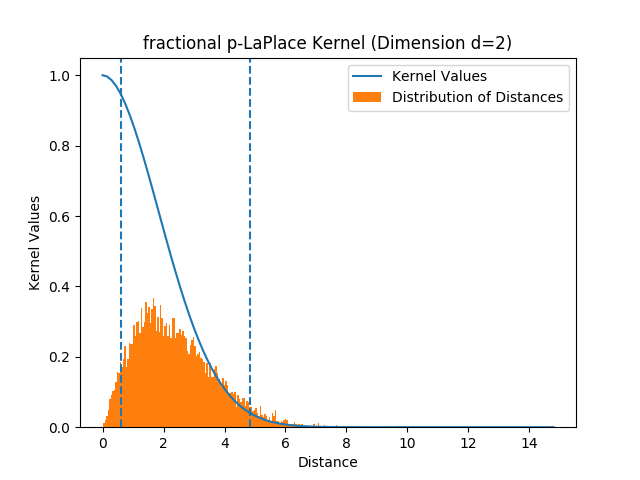 fractional p-LaPlace Kernel (Dimension d=2)
Kernel Values
Distribution of Distances
Kernel Values
1.0
0.8
0.6
0.4
0.2
0.0
0 2 4 6 8 10 12 14
Distance